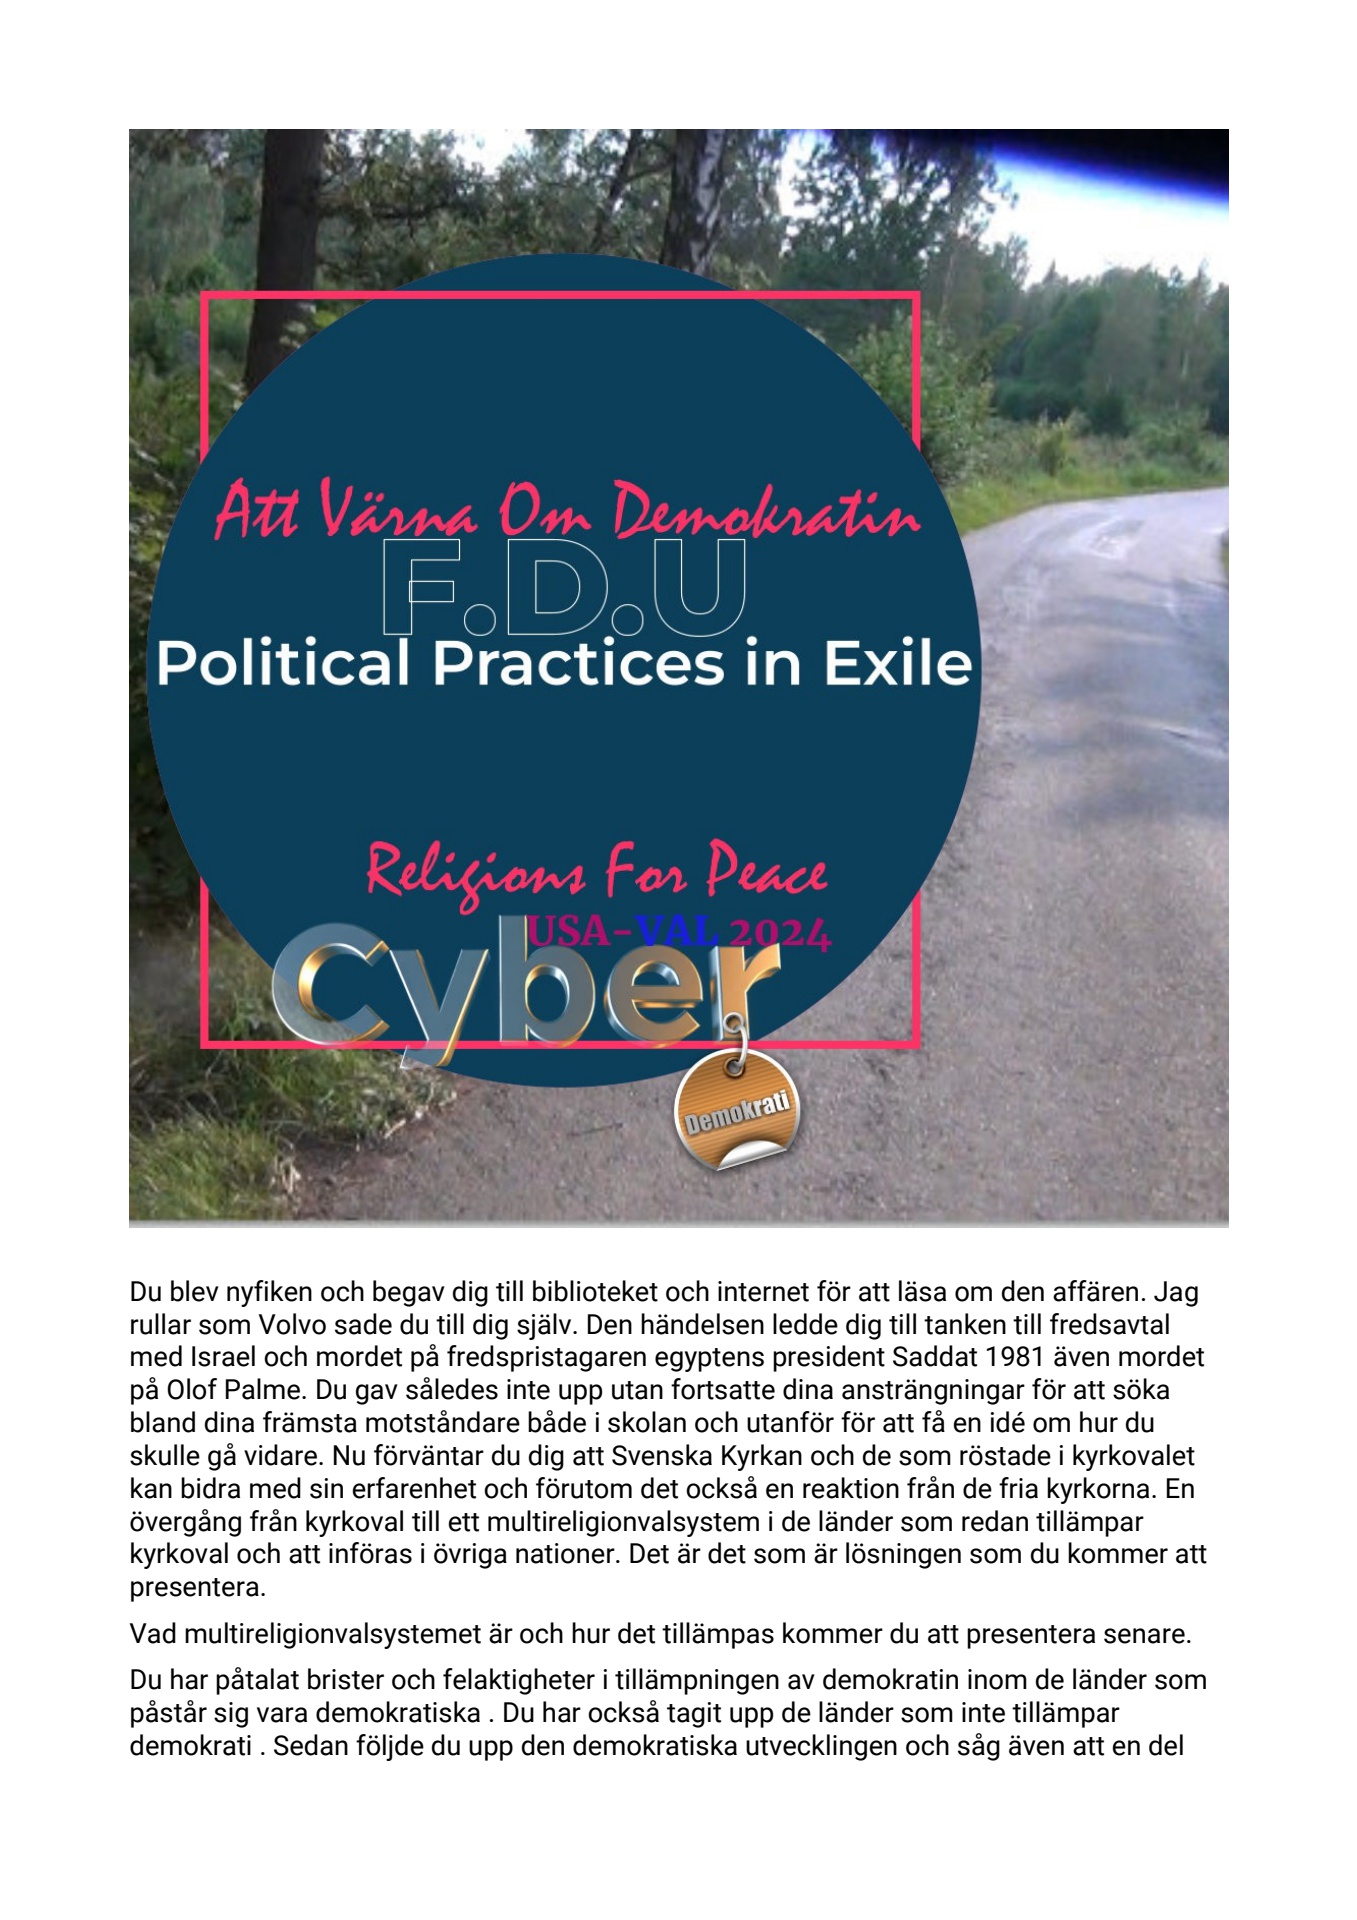 Att Värna Om Demokratin
F.D.U
Political Practices in Exile
Religions For Peace
USA-VAL 2024
Cyber
Demokrati
Du blev nyfiken och begav dig till biblioteket och internet för att läsa om den affären. Jag
rullar som Volvo sade du till dig själv. Den händelsen ledde dig till tanken till fredsavtal
med Israel och mordet på fredspristagaren egyptens president Saddat 1981 även mordet
på Olof Palme. Du gav således inte upp utan fortsatte dina ansträngningar för att söka
bland dina främsta motståndare både i skolan och utanför för att få en idé om hur du
skulle gå vidare. Nu förväntar du dig att Svenska Kyrkan och de som röstade i kyrkovalet
kan bidra med sin erfarenhet och förutom det också en reaktion från de fria kyrkorna. En
övergång från kyrkoval till ett multireligionvalsystem i de länder som redan tillämpar
kyrkoval och att införas i övriga nationer. Det är det som är lösningen som du kommer att
presentera.
Vad multireligionvalsystemet är och hur det tillämpas kommer du att presentera senare.
Du har påtalat brister och felaktigheter i tillämpningen av demokratin inom de länder som
påstår sig vara demokratiska . Du har också tagit upp de länder som inte tillämpar
demokrati . Sedan följde du upp den demokratiska utvecklingen och såg även att en del